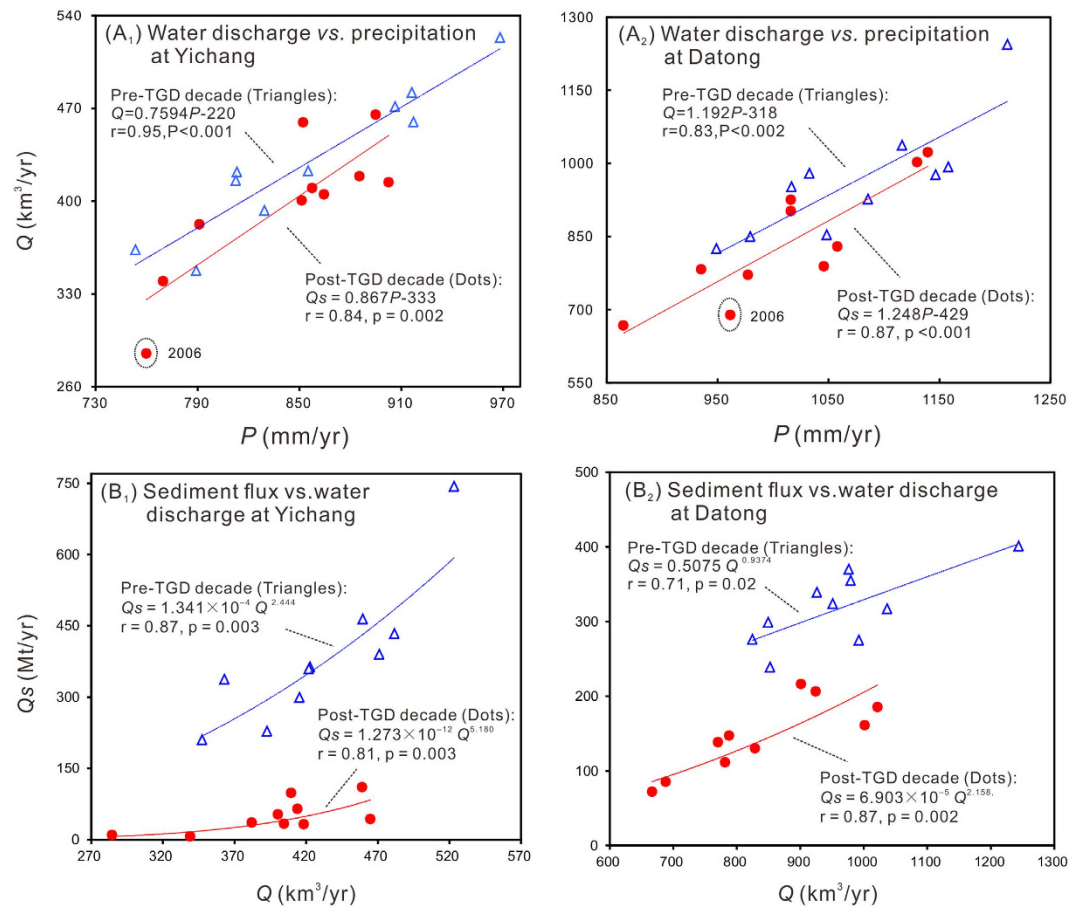 (A₁) Water discharge vs. precipitation
at Yichang
Pre-TGD decade (Triangles):
Q=0.7594P-220
r=0.95,P<0.001
Post-TGD decade (Dots):
Qs = 0.867P-333
r = 0.84, p = 0.002
2006
540
470
400
330
260
730
790
850
910
970
Q (km³/yr)
P (mm/yr)
(A₂) Water discharge vs. precipitation
at Datong
Pre-TGD decade (Triangles):
Q=1.192P-318
r=0.83,P<0.002
Post-TGD decade (Dots):
Qs = 1.248P-429
r = 0.87, p <0.001
2006
1300
1150
1000
850
700
550
850
950
1050
1150
1250
P (mm/yr)
(B₁) Sediment flux vs.water
discharge at Yichang
Pre-TGD decade (Triangles):
Qs = 1.341×10⁻⁴ Q²·⁴⁴⁴
r = 0.87, p = 0.003
Post-TGD decade (Dots):
Qs = 1.273×10⁻¹² Q⁵·¹⁸⁰
r = 0.81, p = 0.003
750
600
450
300
150
0
270
320
370
420
470
520
570
Qs (Mt/yr)
Q (km³/yr)
(B₂) Sediment flux vs.water discharge
at Datong
Pre-TGD decade (Triangles):
Qs = 0.5075 Q⁰·⁹³⁷⁴
r = 0.71, p = 0.02
Post-TGD decade (Dots):
Qs = 6.903×10⁻⁵ Q²·¹⁵⁸·
r = 0.87, p = 0.002
500
400
300
200
100
0
600
700
800
900
1000
1100
1200
1300
Q (km³/yr)